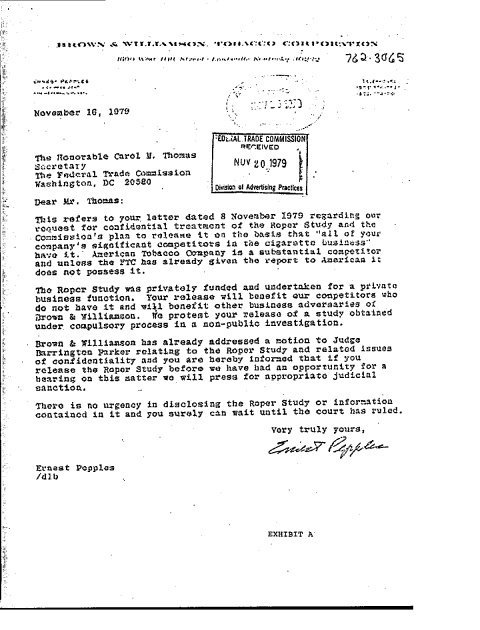 BROWN & WILLIAMSON TOBACCO CORPORATION
1600 West Hill Street · Louisville Kentucky 40232
762-3065
ERNEST PEPPLES
November 16, 1979
FEDERAL TRADE COMMISSION
RECEIVED
NOV 20 1979
Division of Advertising Practices
The Honorable Carol M. Thomas
Secretary
The Federal Trade Commission
Washington, DC 20580
Dear Mr. Thomas:
This refers to your letter dated 8 November 1979 regarding our
request for confidential treatment of the Roper Study and the
Commission's plan to release it on the basis that "all of your
company's significant competitors in the cigarette business"
have it. American Tobacco Company is a substantial competitor
and unless the FTC has already given the report to American it
does not possess it.
The Roper Study was privately funded and undertaken for a private
business function. Your release will benefit our competitors who
do not have it and will benefit other business adversaries of
Brown & Williamson. We protest your release of a study obtained
under compulsory process in a non-public investigation.
Brown & Williamson has already addressed a motion to Judge
Barrington Parker relating to the Roper Study and related issues
of confidentiality and you are hereby informed that if you
release the Roper Study before we have had an opportunity for a
hearing on this matter we will press for appropriate judicial
sanction.
There is no urgency in disclosing the Roper Study or information
contained in it and you surely can wait until the court has ruled.
Very truly yours,
Ernest Pepples
Ernest Pepples
/dlb
EXHIBIT A